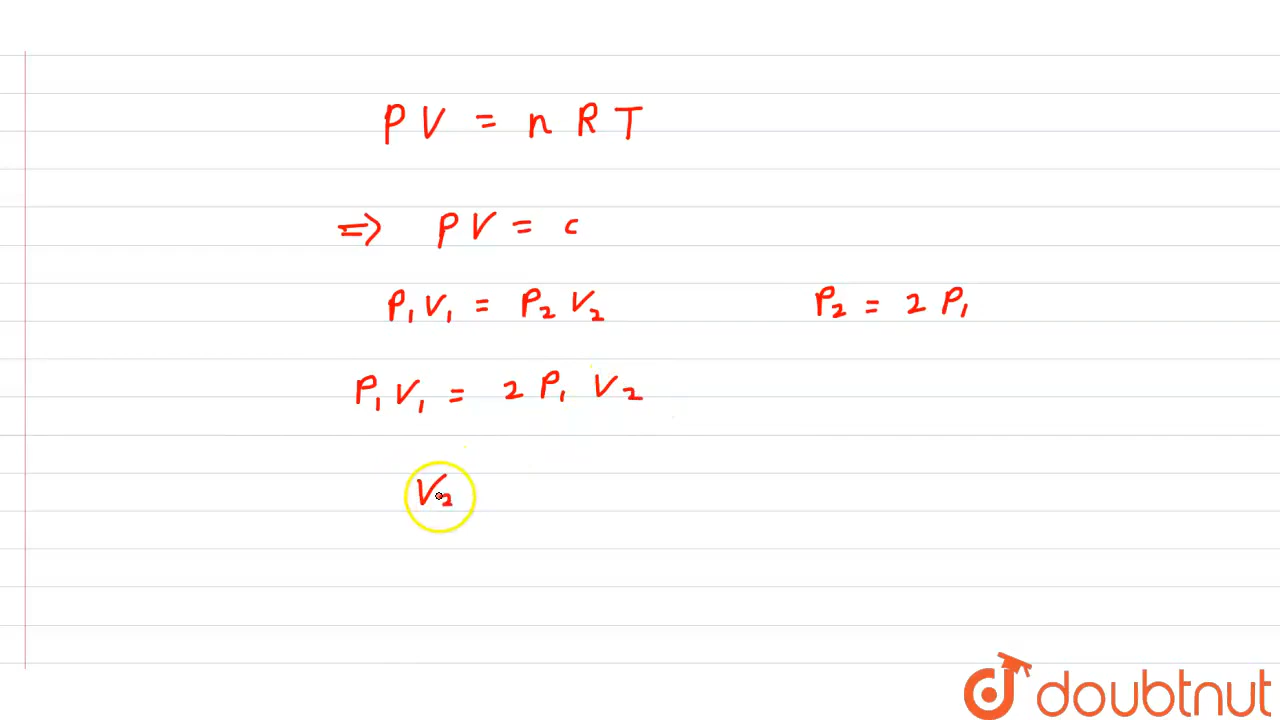 PV = nRT
⇒ PV = c
P₁V₁ = P₂V₂
P₂ = 2P₁
P₁V₁ = 2P₁V₂
V₂
doubtnut